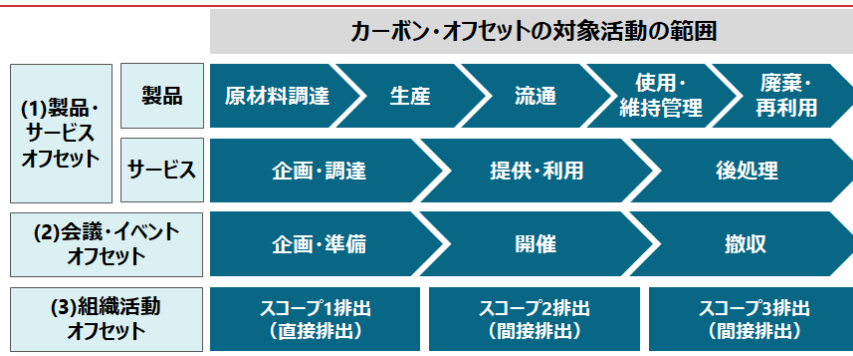 カーボン・オフセットの対象活動の範囲
(1)製品・
サービス
オフセット
製品
原材料調達
生産
流通
使用・
維持管理
廃棄・
再利用
サービス
企画・調達
提供・利用
後処理
(2)会議・イベント
オフセット
企画・準備
開催
撤収
(3)組織活動
オフセット
スコープ1排出
（直接排出）
スコープ2排出
（間接排出）
スコープ3排出
（間接排出）